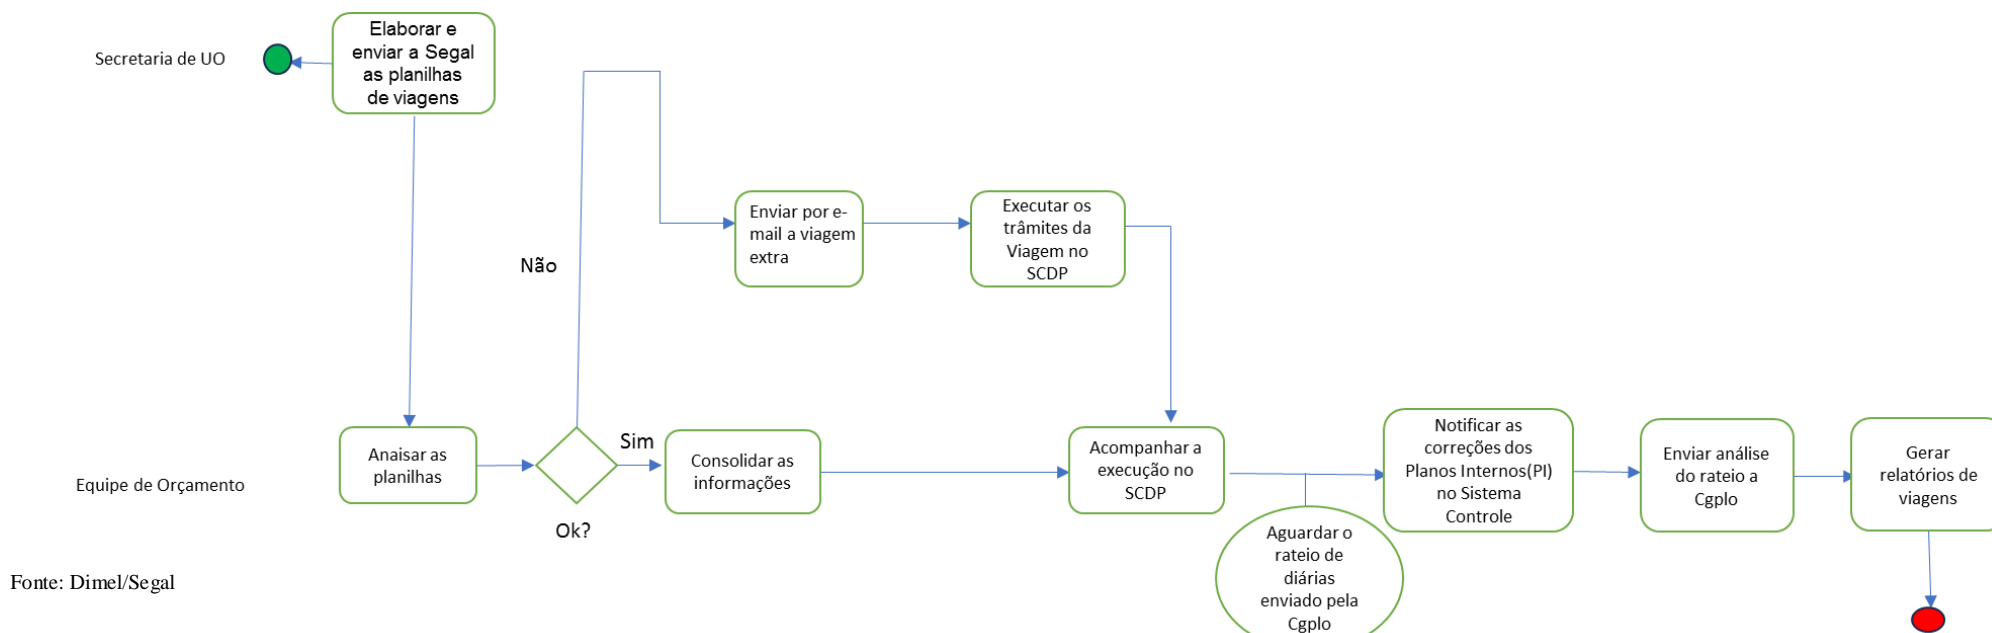 Elaborar e
enviar a Segal
as planilhas
de viagens
Secretaria de UO
Enviar por e-
mail a viagem
extra
Executar os
trâmites da
Viagem no
SCDP
Não
Anaisar as
planilhas
Sim
Ok?
Consolidar as
informações
Acompanhar a
execução no
SCDP
Notificar as
correções dos
Planos Internos(PI)
no Sistema
Controle
Enviar análise
do rateio a
Cgplo
Gerar
relatórios de
viagens
Equipe de Orçamento
Aguardar o
rateio de
diárias
enviado pela
Cgplo
Fonte: Dimel/Segal